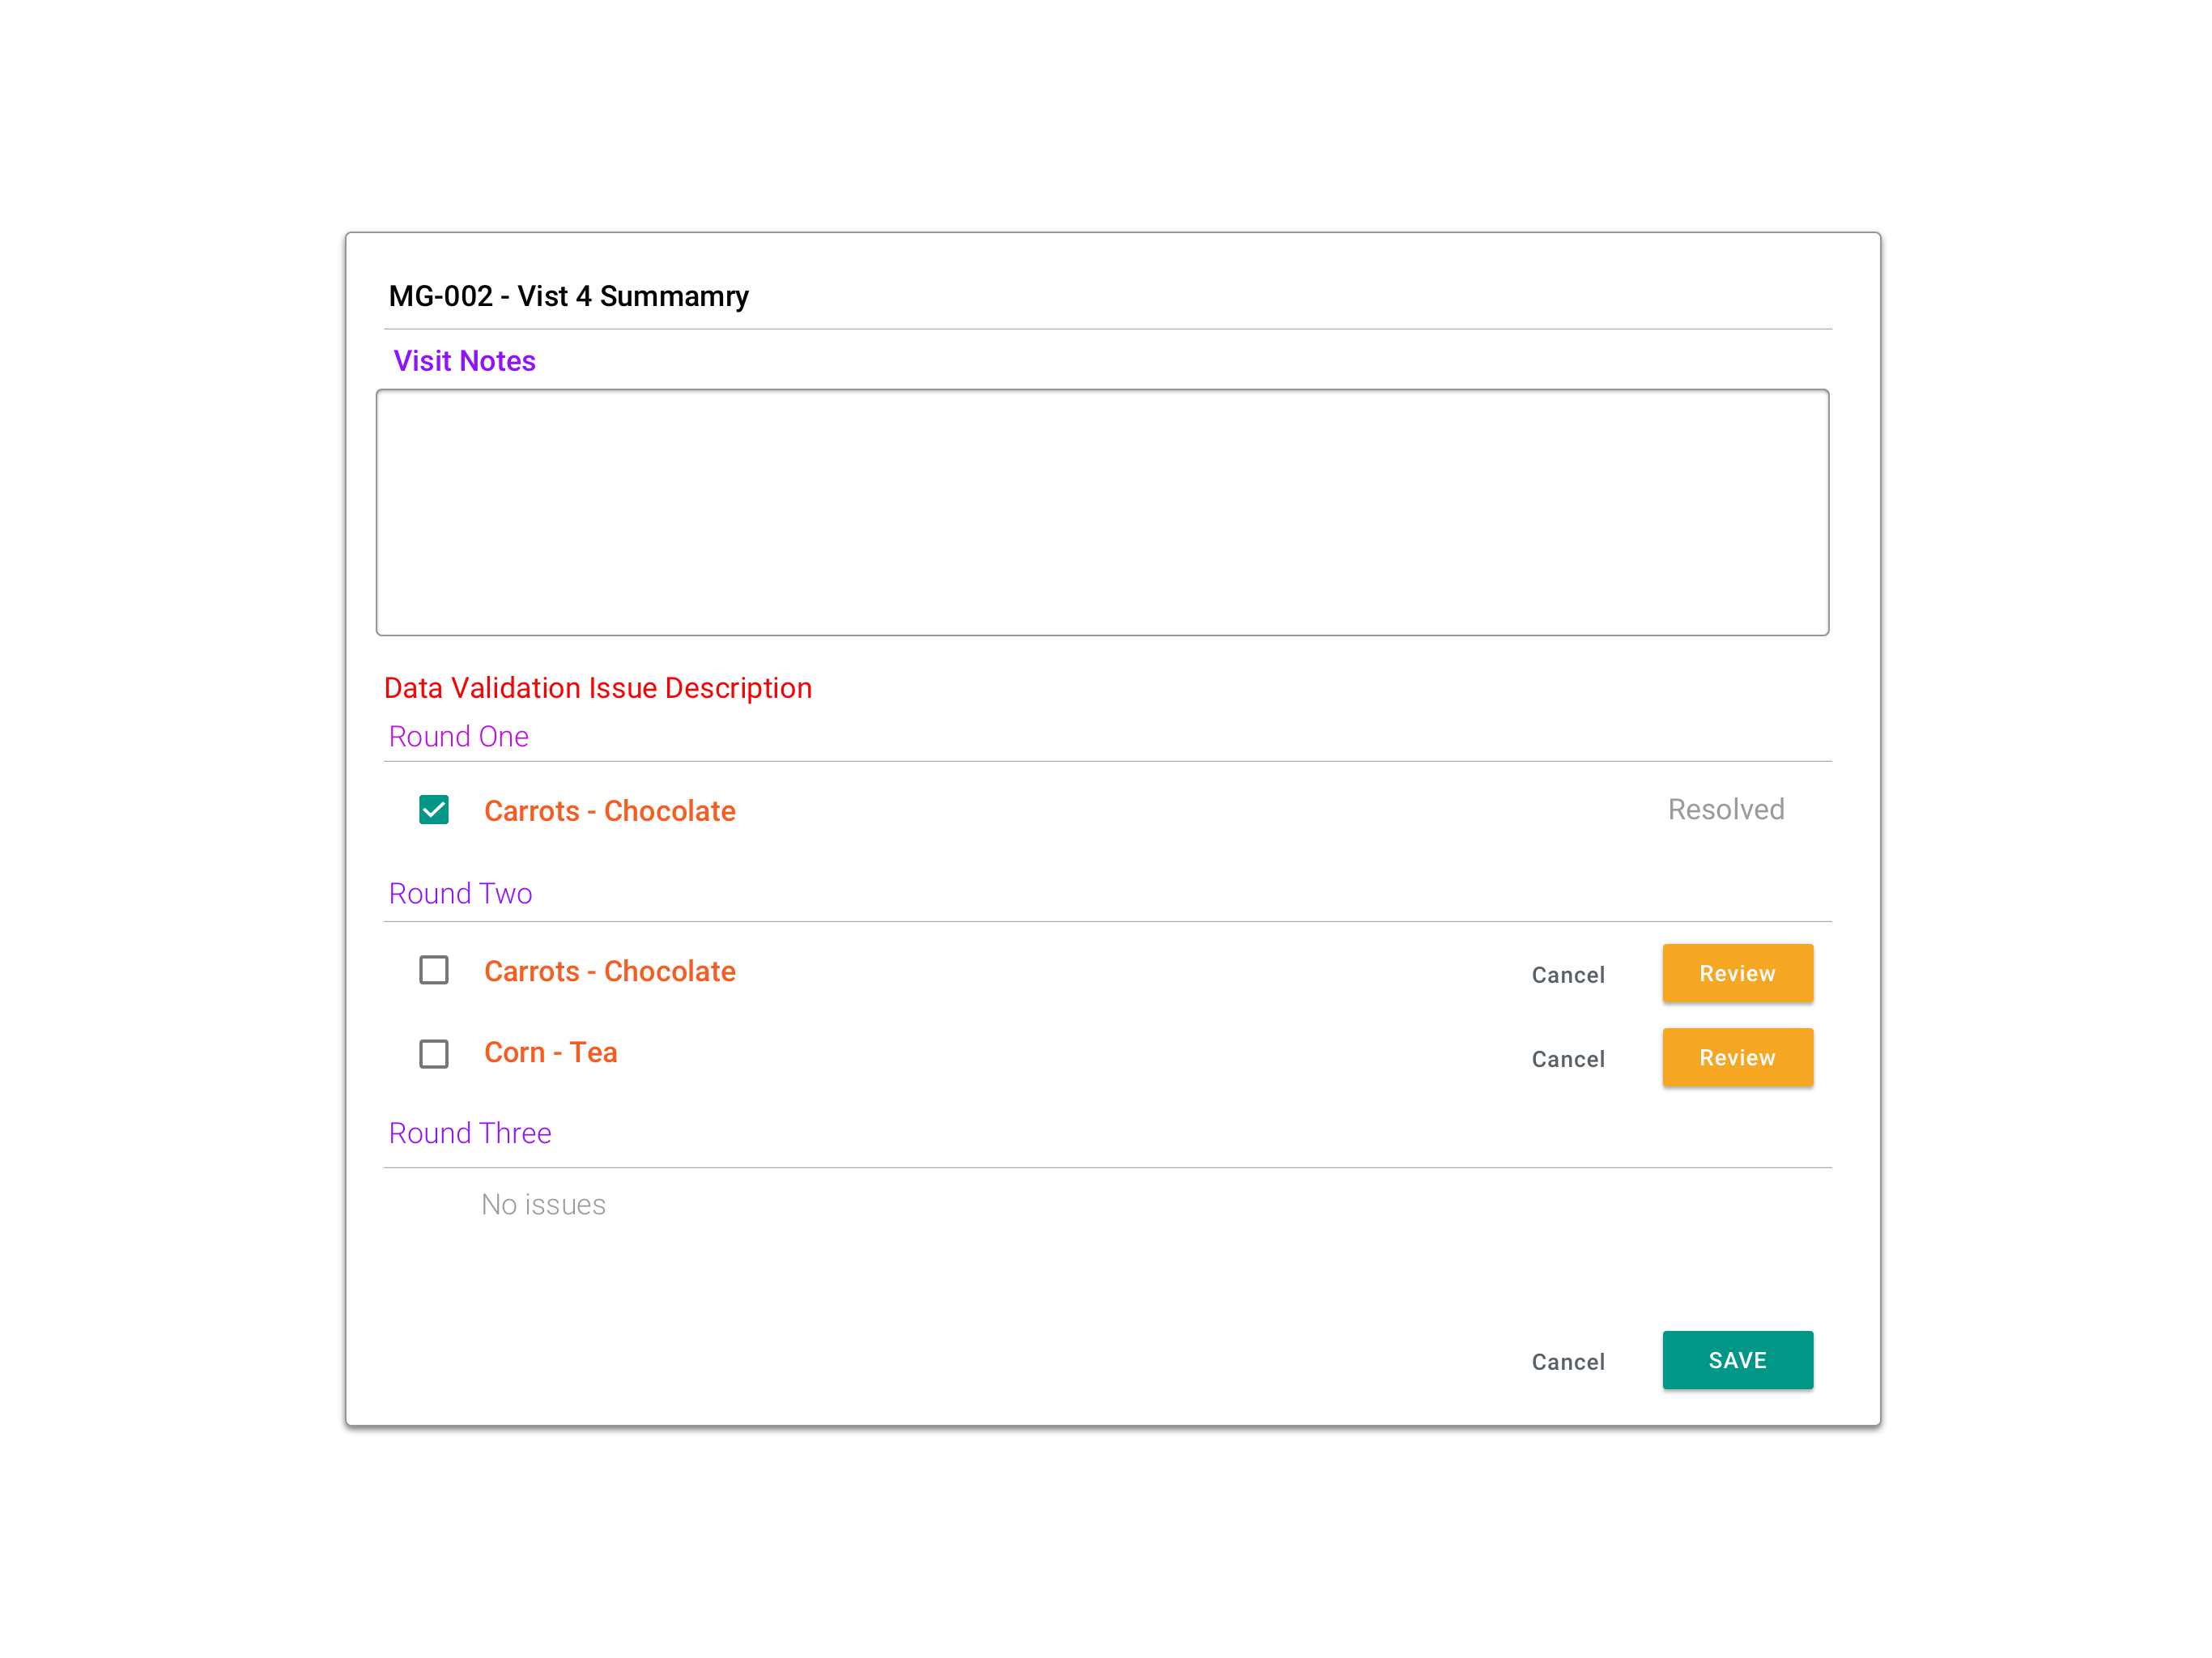 MG-002 - Vist 4 Summamry
Visit Notes
Data Validation Issue Description
Round One
Carrots - Chocolate Resolved
Round Two
Carrots - Chocolate Cancel Review
Corn - Tea Cancel Review
Round Three
No issues
Cancel SAVE